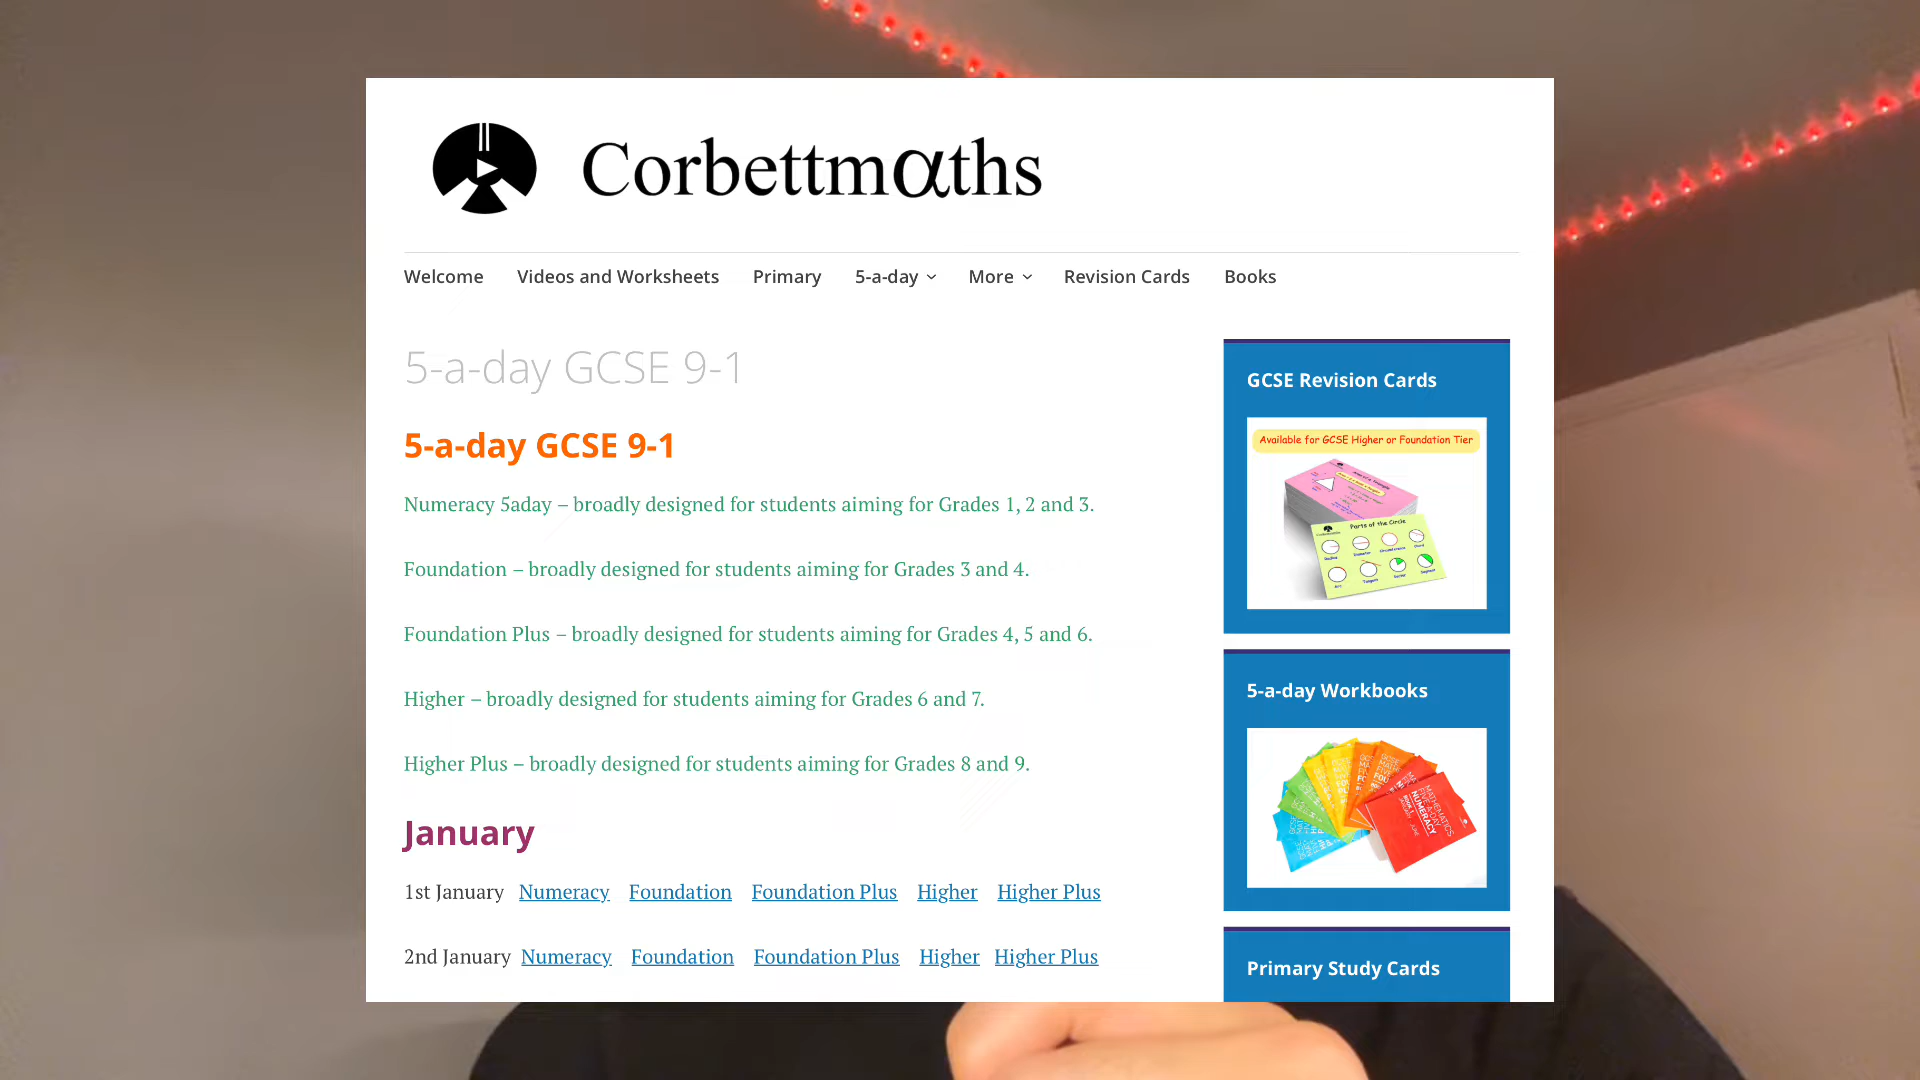 Corbettmαths
Welcome Videos and Worksheets Primary 5-a-day More Revision Cards Books
5-a-day GCSE 9-1
5-a-day GCSE 9-1
Numeracy 5aday – broadly designed for students aiming for Grades 1, 2 and 3.
Foundation – broadly designed for students aiming for Grades 3 and 4.
Foundation Plus – broadly designed for students aiming for Grades 4, 5 and 6.
Higher – broadly designed for students aiming for Grades 6 and 7.
Higher Plus – broadly designed for students aiming for Grades 8 and 9.
January
1st January Numeracy Foundation Foundation Plus Higher Higher Plus
2nd January Numeracy Foundation Foundation Plus Higher Higher Plus
GCSE Revision Cards
Available for GCSE Higher or Foundation Tier
Parts of the Circle
5-a-day Workbooks
MATHEMATICS
FIVE A-DAY
NUMERACY
Primary Study Cards